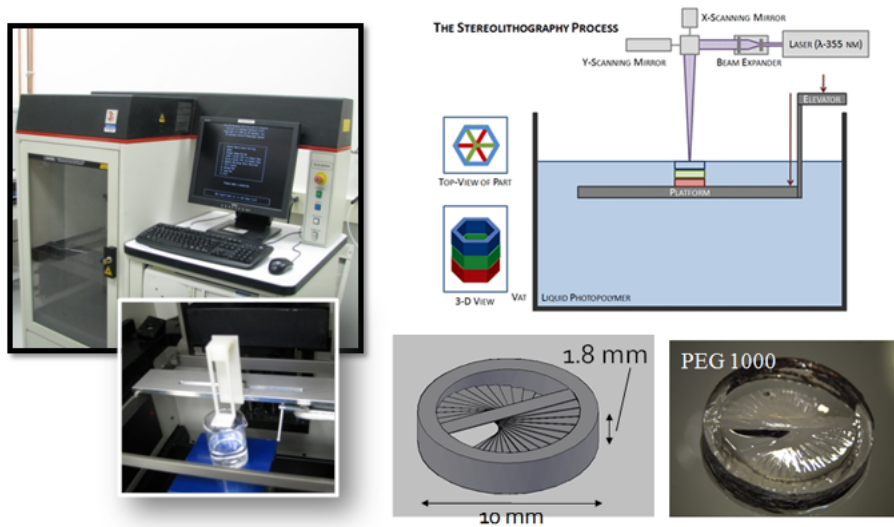 THE STEREOLITHOGRAPHY PROCESS
X-SCANNING MIRROR
Y-SCANNING MIRROR
BEAM EXPANDER
LASER (λ-355 NM)
ELEVATOR
TOP-VIEW OF PART
PLATFORM
3-D VIEW
VAT
LIQUID PHOTOPOLYMER
1.8 mm
10 mm
PEG 1000